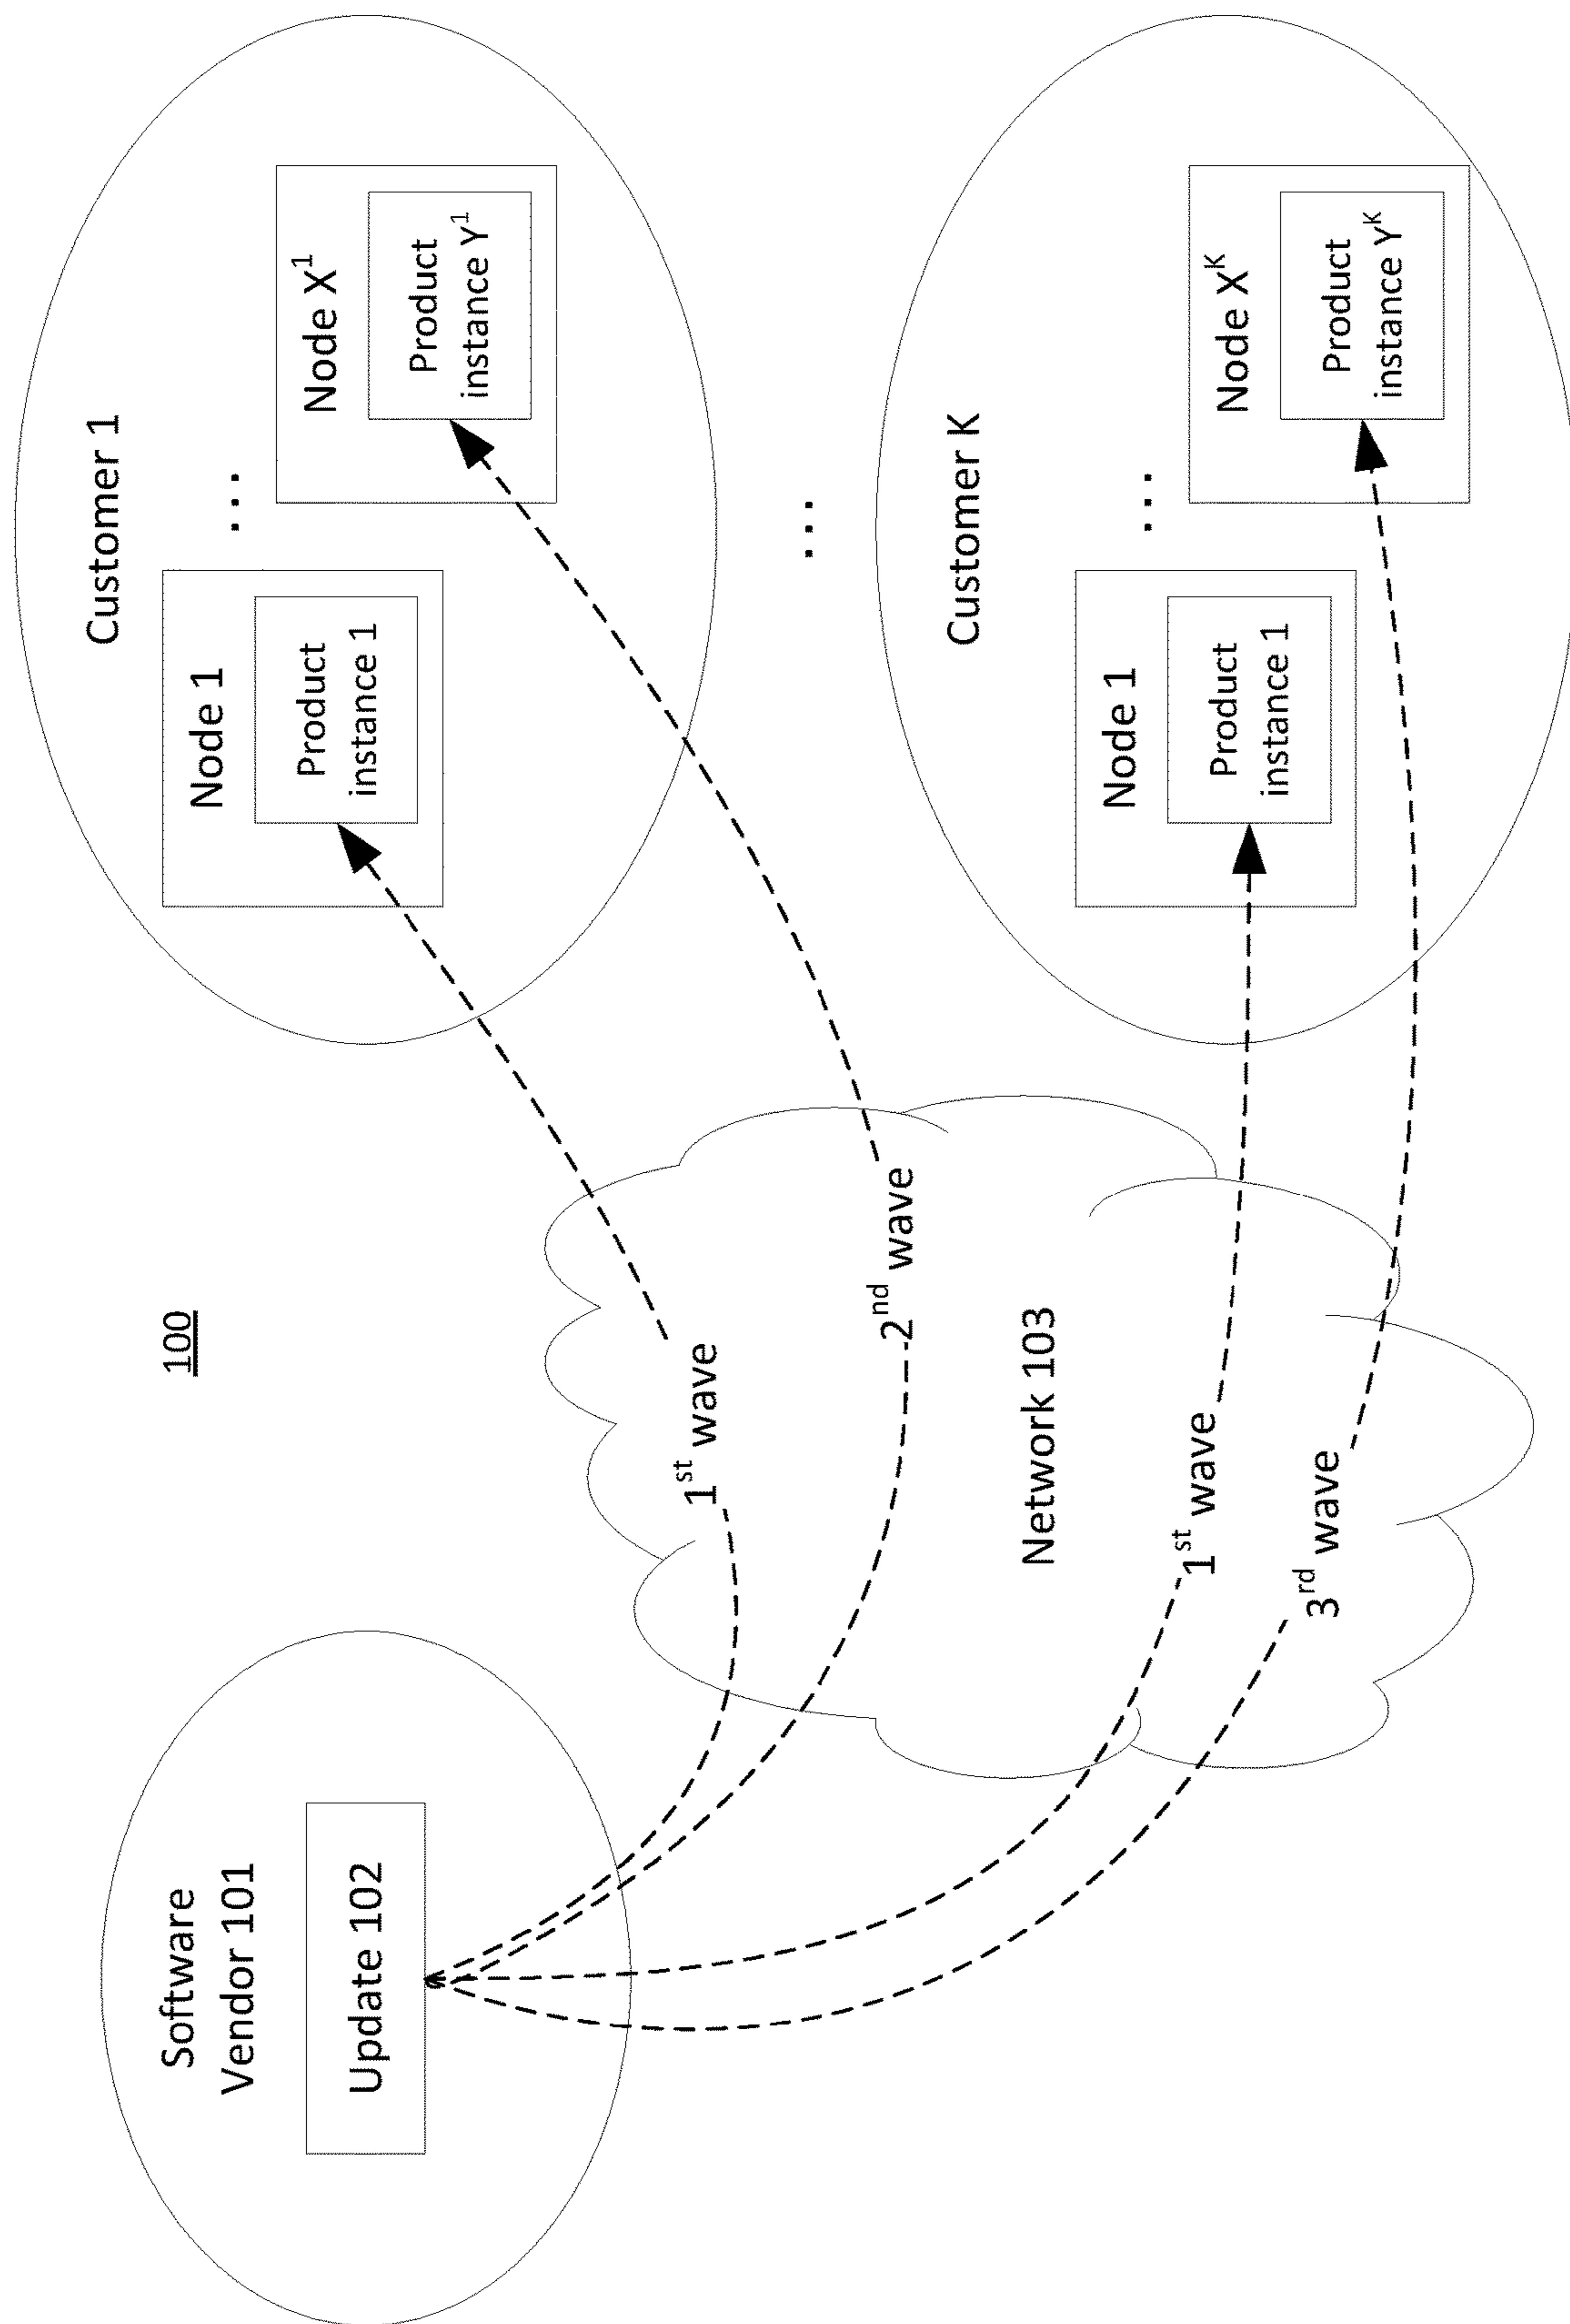 100
Software
Vendor 101
Update 102
1st wave
2nd wave
Network 103
1st wave
3rd wave
Customer 1
Node 1
Product
instance 1
...
Node X1
Product
instance Y1
...
Customer K
Node 1
Product
instance 1
...
Node XK
Product
instance YK